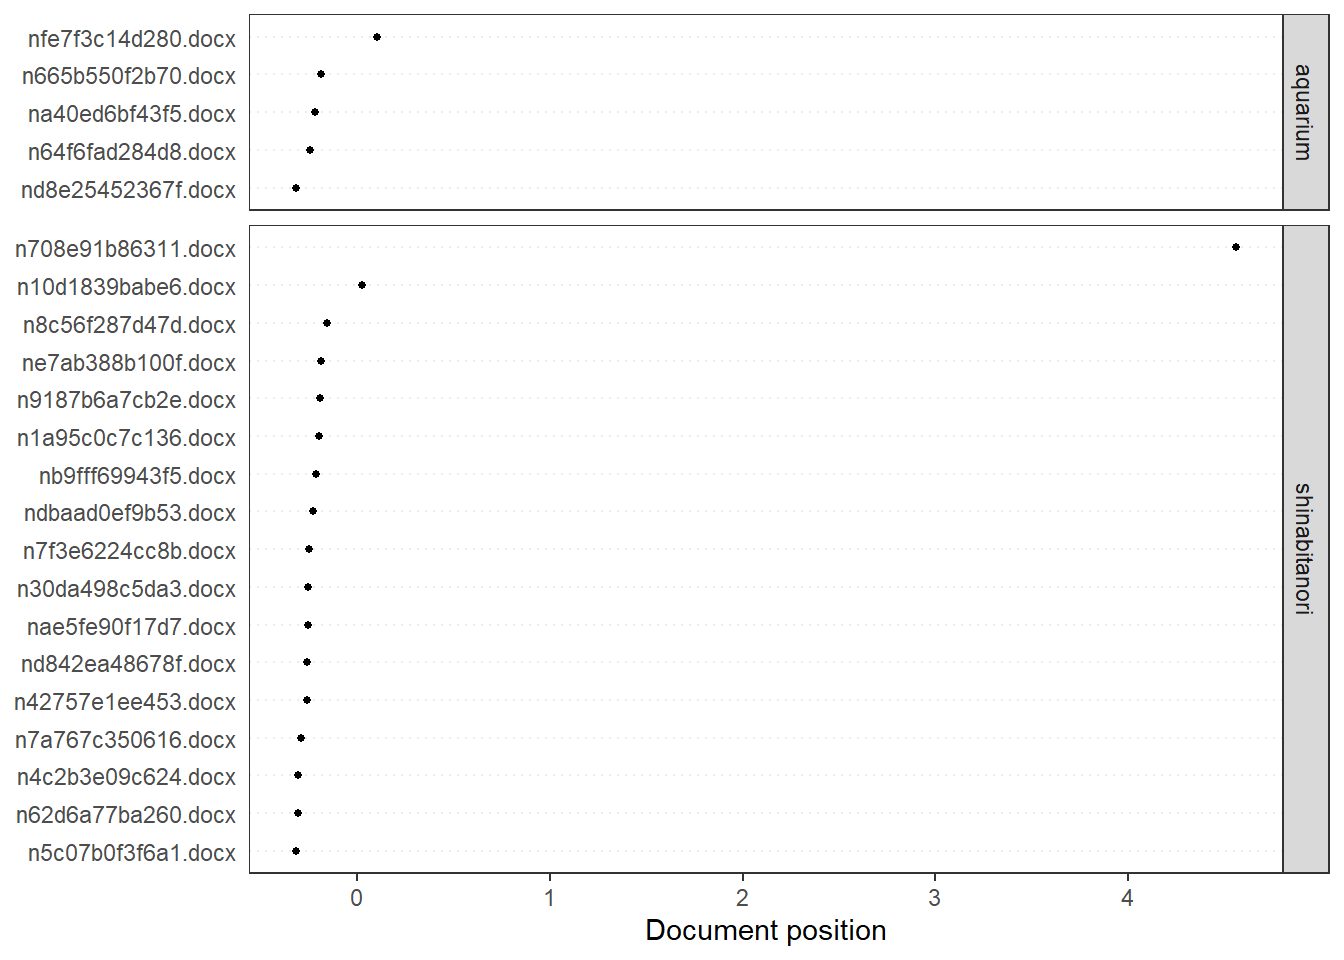 nfe7f3c14d280.docx
n665b550f2b70.docx
na40ed6bf43f5.docx
n64f6fad284d8.docx
nd8e25452367f.docx
aquarium
n708e91b86311.docx
n10d1839babe6.docx
n8c56f287d47d.docx
ne7ab388b100f.docx
n9187b6a7cb2e.docx
n1a95c0c7c136.docx
nb9fff69943f5.docx
ndbaad0ef9b53.docx
n7f3e6224cc8b.docx
n30da498c5da3.docx
nae5fe90f17d7.docx
nd842ea48678f.docx
n42757e1ee453.docx
n7a767c350616.docx
n4c2b3e09c624.docx
n62d6a77ba260.docx
n5c07b0f3f6a1.docx
shinabitanori
0 1 2 3 4
Document position